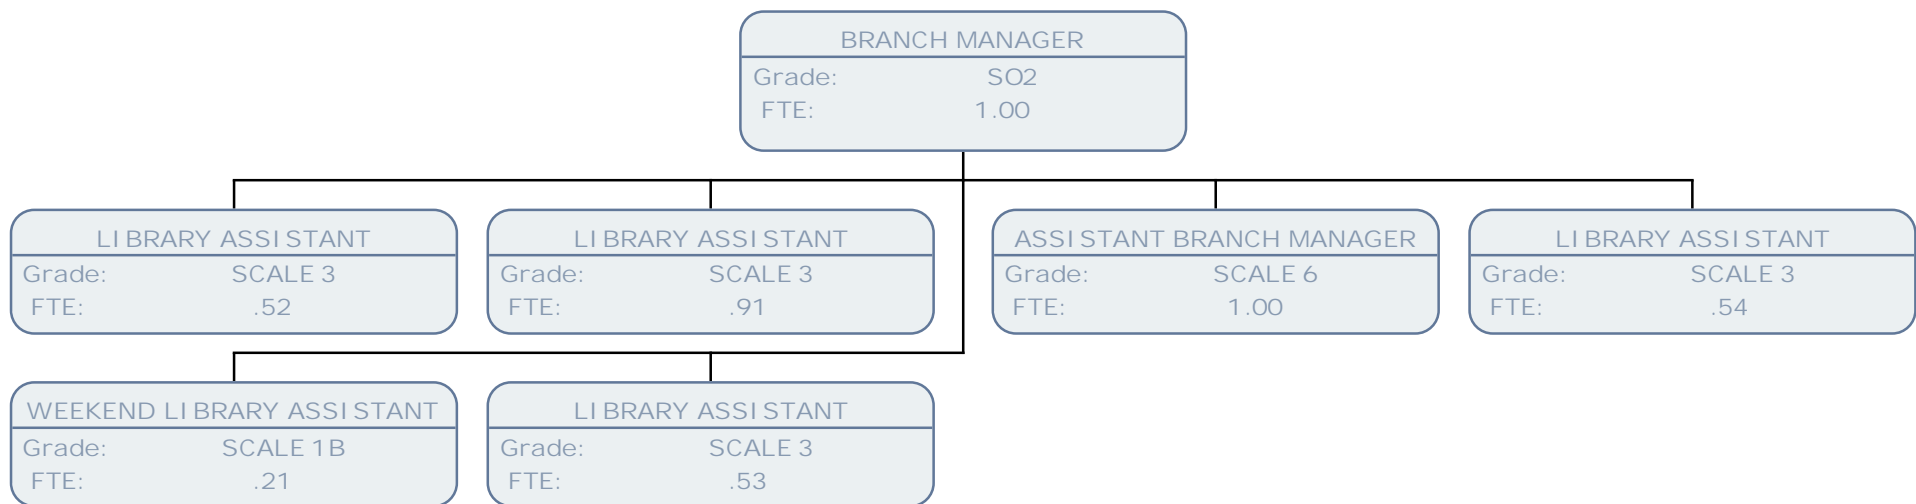 BRANCH MANAGER
Grade: SO2
FTE: 1.00
LIBRARY ASSISTANT
Grade: SCALE 3
FTE: .52
LIBRARY ASSISTANT
Grade: SCALE 3
FTE: .91
ASSISTANT BRANCH MANAGER
Grade: SCALE 6
FTE: 1.00
LIBRARY ASSISTANT
Grade: SCALE 3
FTE: .54
WEEKEND LIBRARY ASSISTANT
Grade: SCALE 1B
FTE: .21
LIBRARY ASSISTANT
Grade: SCALE 3
FTE: .53